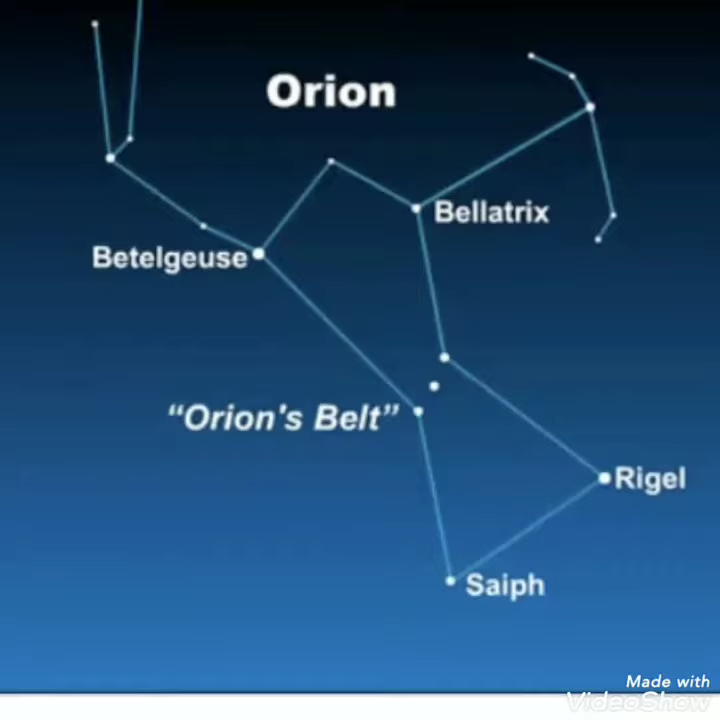 Orion
Bellatrix
Betelgeuse
“Orion's Belt”
Rigel
Saiph
Made with
VideoShow